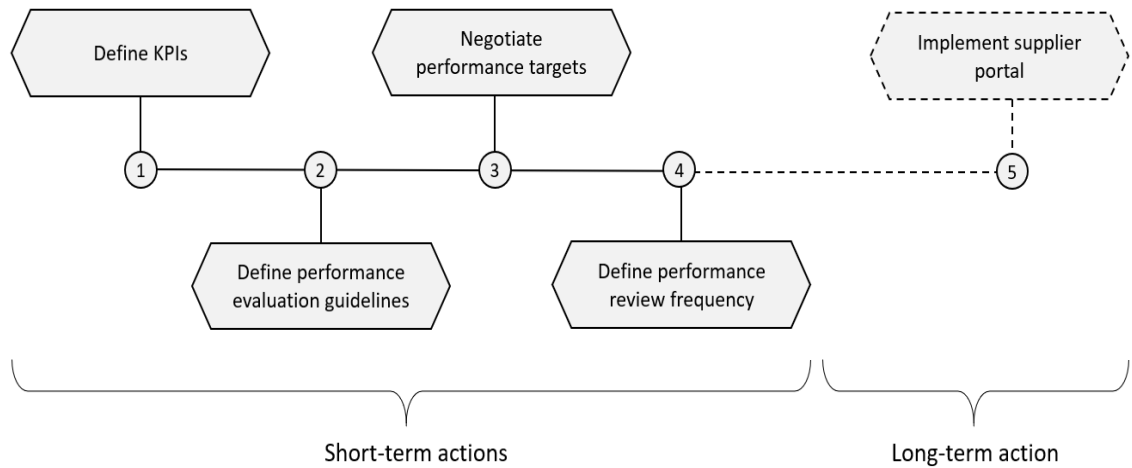 Define KPIs
Negotiate
performance targets
Implement supplier
portal
1
2
3
4
5
Define performance
evaluation guidelines
Define performance
review frequency
Short-term actions
Long-term action